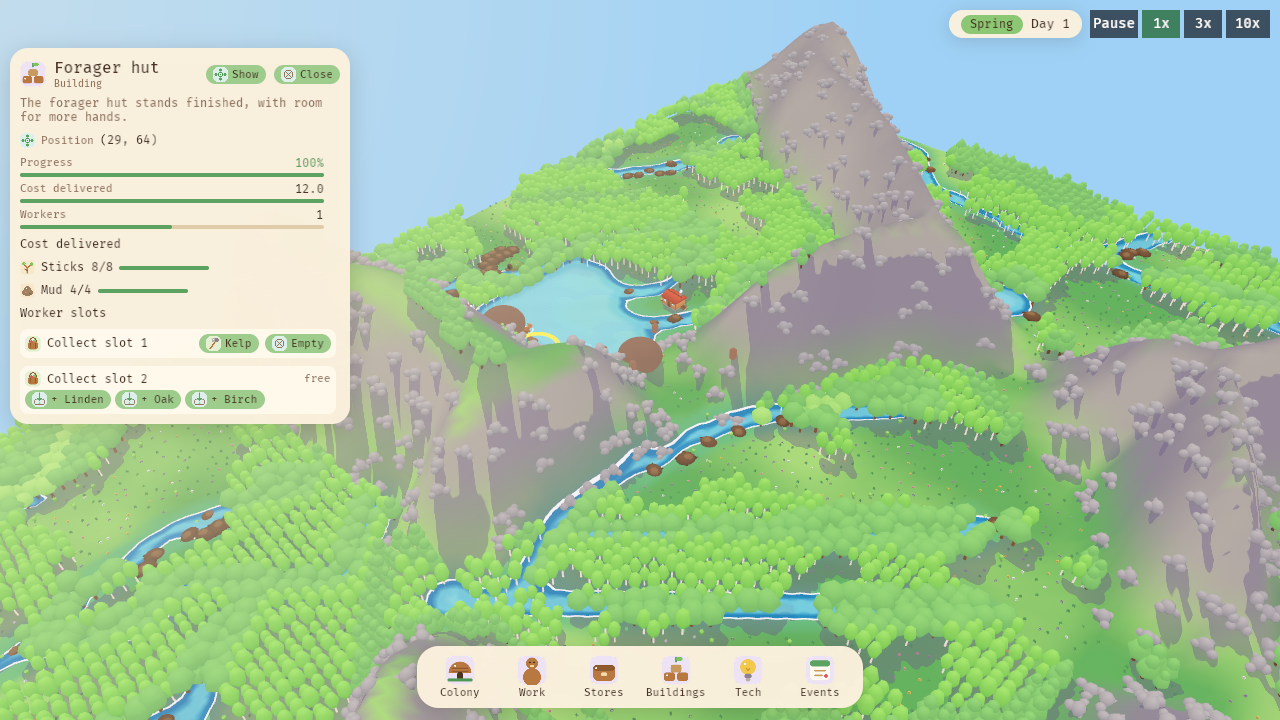 Spring Day 1 Pause 1x 3x 10x
Forager hut Show Close
Building
The forager hut stands finished, with room
for more hands.
Position (29, 64)
Progress 100%
Cost delivered 12.0
Workers 1
Cost delivered
Sticks 8/8
Mud 4/4
Worker slots
Collect slot 1 Kelp Empty
Collect slot 2 free
+ Linden + Oak + Birch
Colony Work Stores Buildings Tech Events